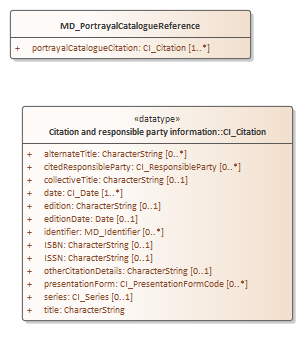 MD_PortrayalCatalogueReference
+ portrayalCatalogueCitation: CI_Citation [1..*]
«datatype»
Citation and responsible party information::CI_Citation
+ alternateTitle: CharacterString [0..*]
+ citedResponsibleParty: CI_ResponsibleParty [0..*]
+ collectiveTitle: CharacterString [0..1]
+ date: CI_Date [1..*]
+ edition: CharacterString [0..1]
+ editionDate: Date [0..1]
+ identifier: MD_Identifier [0..*]
+ ISBN: CharacterString [0..1]
+ ISSN: CharacterString [0..1]
+ otherCitationDetails: CharacterString [0..1]
+ presentationForm: CI_PresentationFormCode [0..*]
+ series: CI_Series [0..1]
+ title: CharacterString